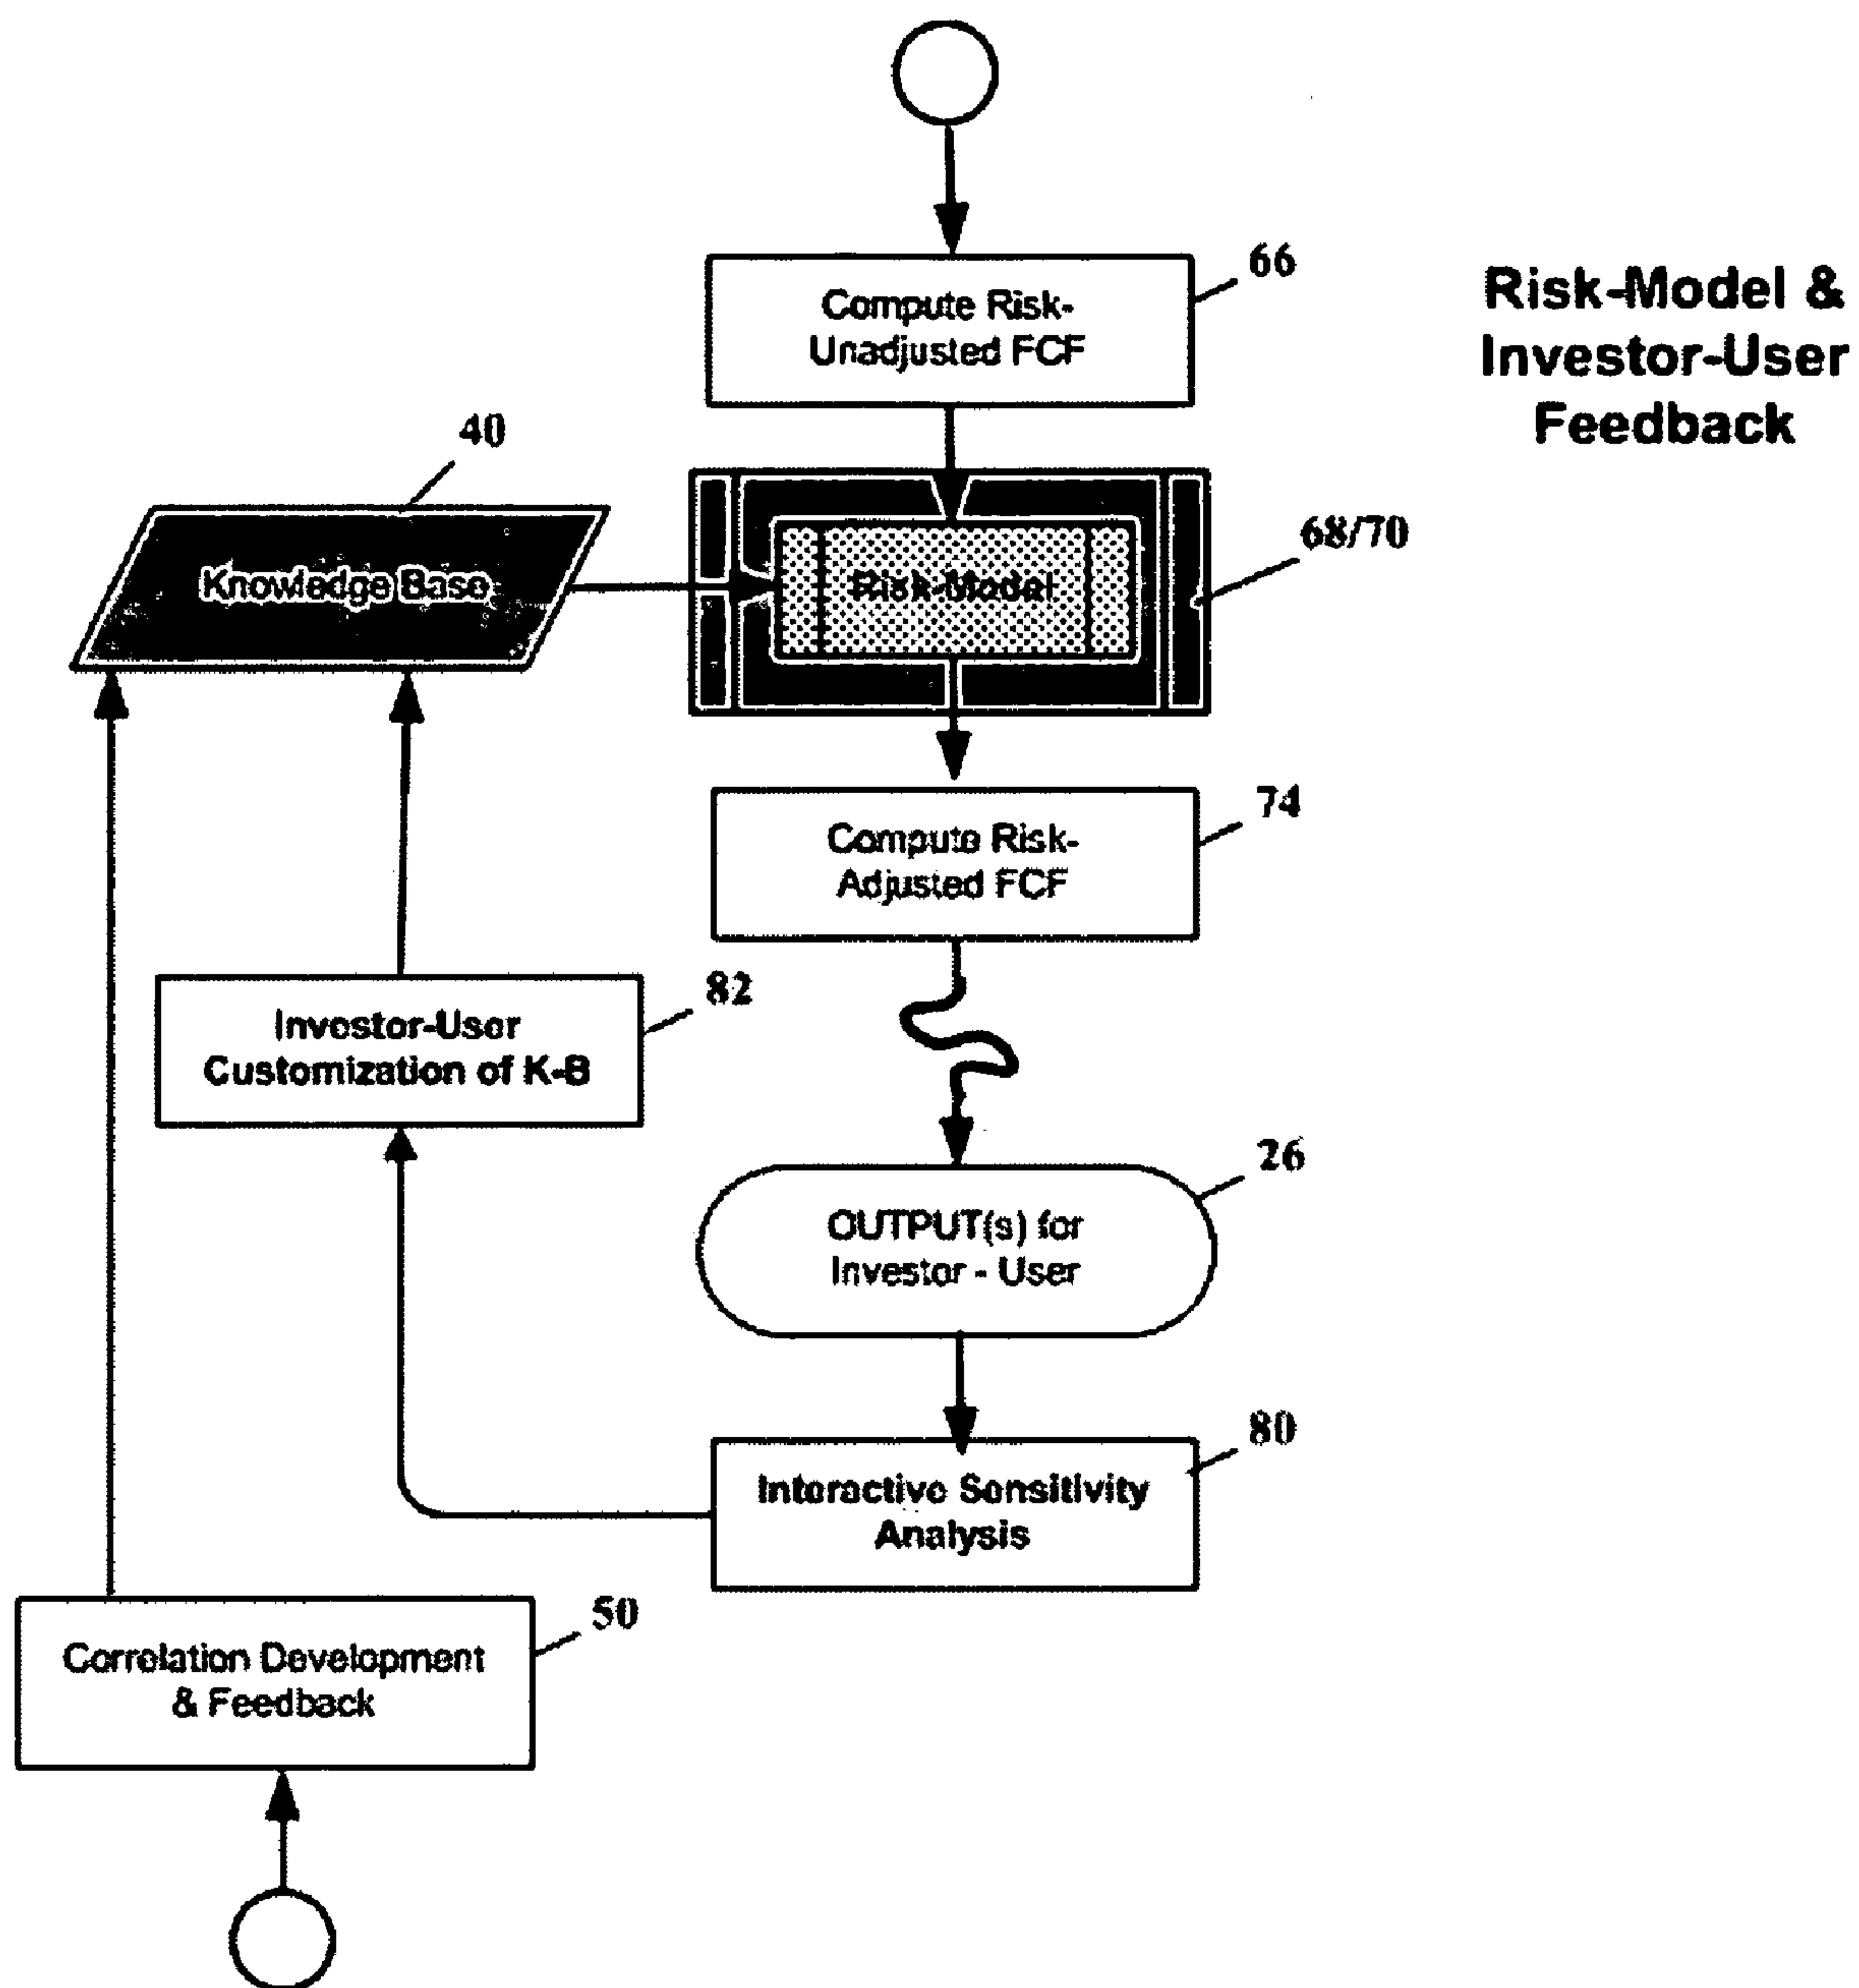 66
Compute Risk-
Unadjusted FCF
Risk-Model &
Investor-User
Feedback
40
Knowledge Base
Risk-Model
68/70
74
Compute Risk-
Adjusted FCF
82
Investor-User
Customization of K-B
26
OUTPUT(s) for
Investor - User
80
Interactive Sensitivity
Analysis
50
Correlation Development
& Feedback